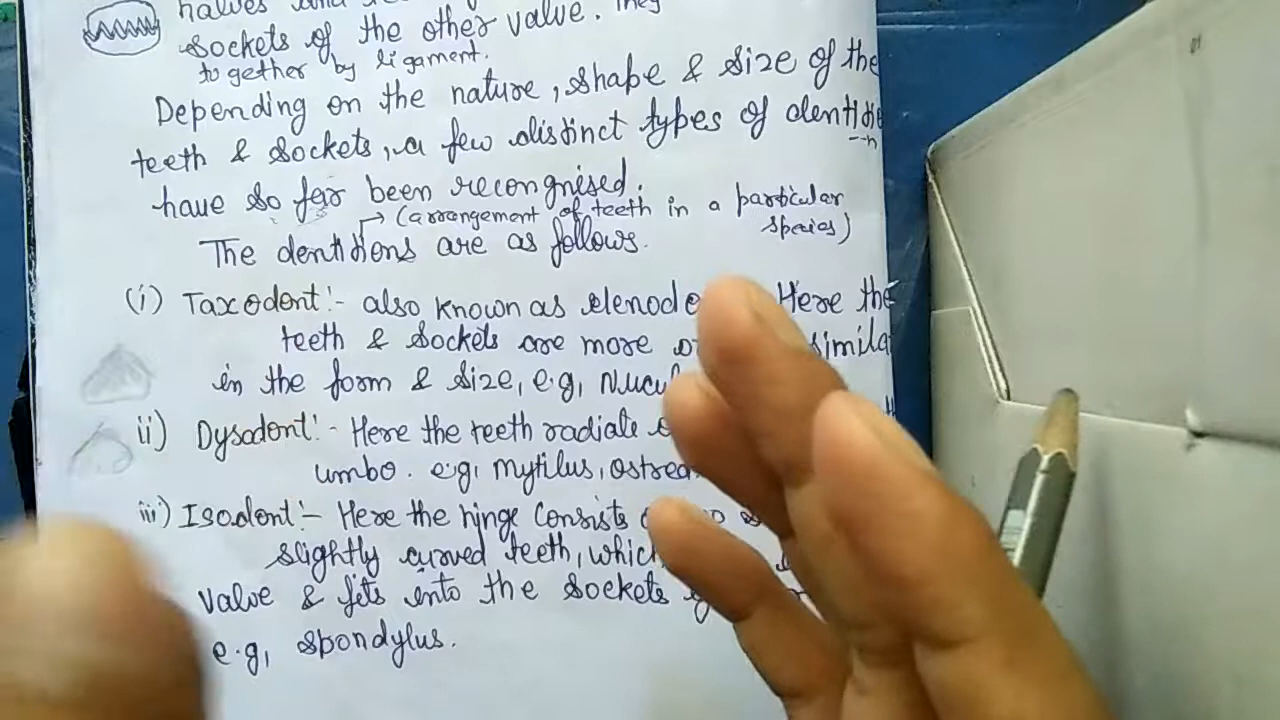 halves
sockets of the other valve. They
together by ligament.
Depending on the nature, shape & size of the
teeth & sockets, a few distinct types of dentitio
—n
have so far been recongnised.
→ (arrangement of teeth in a particular
species)
The dentitions are as follows.
(i) Taxodont:- also known as Here the
teeth & sockets are more simila
in the form & size, e.g,
ii) Dysodont:- Here the teeth radiate
umbo. e.g, mytilus, ostrea.
iii) Isodont:- Here the hinge consists
slightly curved teeth,
valve & fits into the sockets
e.g, spondylus.